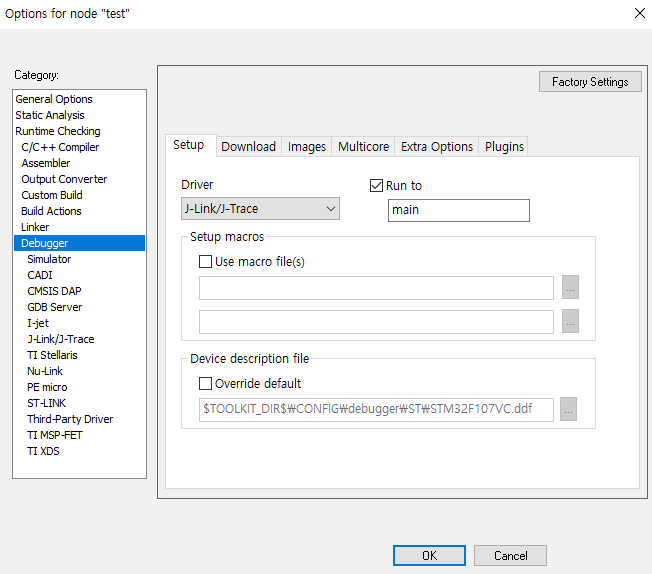 Options for node "test"
Category:
Factory Settings
General Options
Static Analysis
Runtime Checking
C/C++ Compiler
Assembler
Output Converter
Custom Build
Build Actions
Linker
Debugger
Simulator
CADI
CMSIS DAP
GDB Server
I-jet
J-Link/J-Trace
TI Stellaris
Nu-Link
PE micro
ST-LINK
Third-Party Driver
TI MSP-FET
TI XDS
Setup Download Images Multicore Extra Options Plugins
Driver
Run to
J-Link/J-Trace
main
Setup macros
Use macro file(s)
...
...
Device description file
Override default
$TOOLKIT_DIR$₩CONFIG₩debugger₩ST₩STM32F107VC.ddf
...
OK Cancel